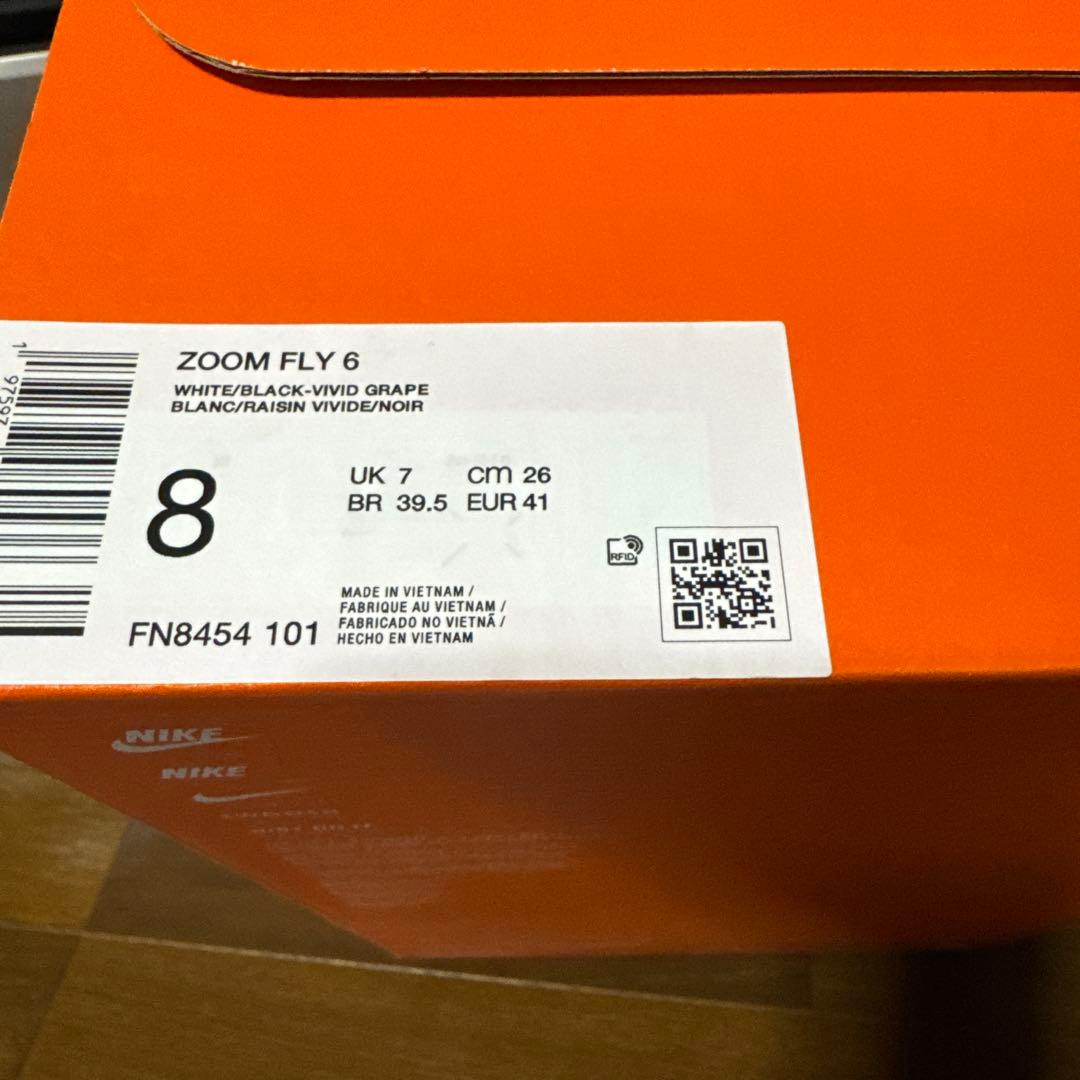 1 97597
ZOOM FLY 6
WHITE/BLACK-VIVID GRAPE
BLANC/RAISIN VIVIDE/NOIR
8
UK 7 cm 26
BR 39.5 EUR 41
RFID
FN8454 101
MADE IN VIETNAM /
FABRIQUE AU VIETNAM /
FABRICADO NO VIETNÃ /
HECHO EN VIETNAM
NIKE
NIKE